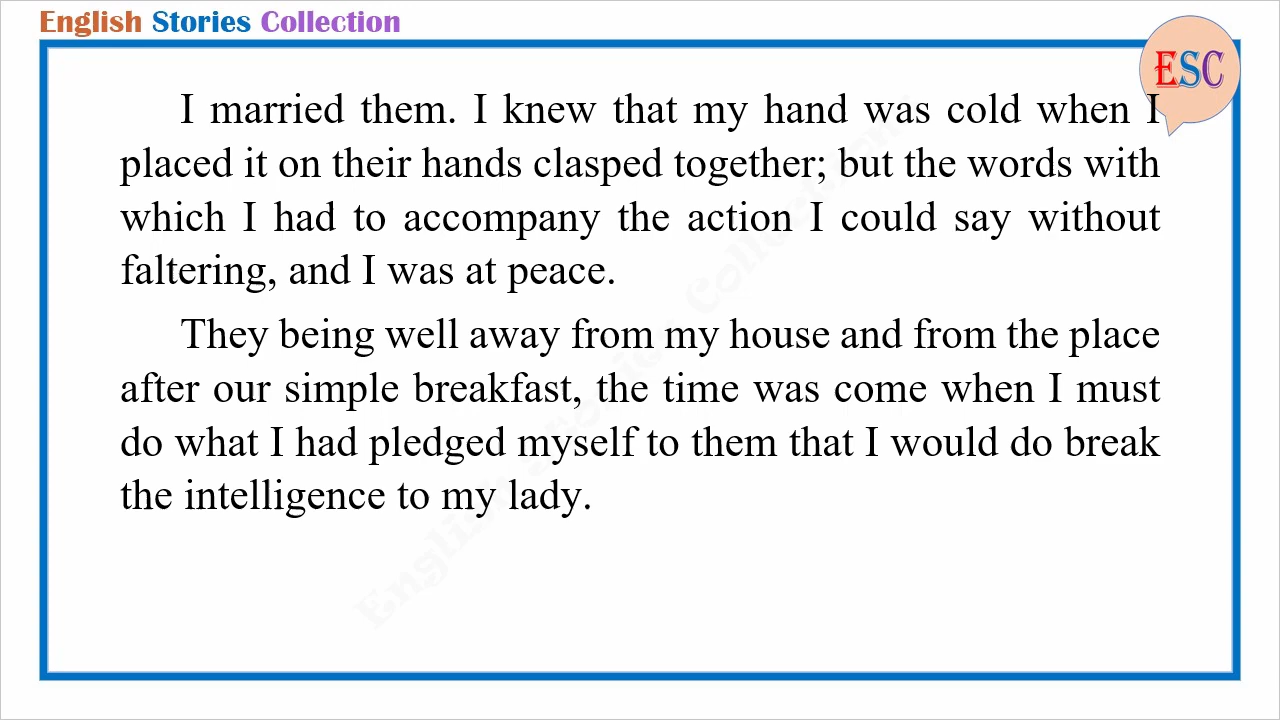 English Stories Collection
ESC
I married them. I knew that my hand was cold when I
placed it on their hands clasped together; but the words with
which I had to accompany the action I could say without
faltering, and I was at peace.
They being well away from my house and from the place
after our simple breakfast, the time was come when I must
do what I had pledged myself to them that I would do break
the intelligence to my lady.
English Stories Collection